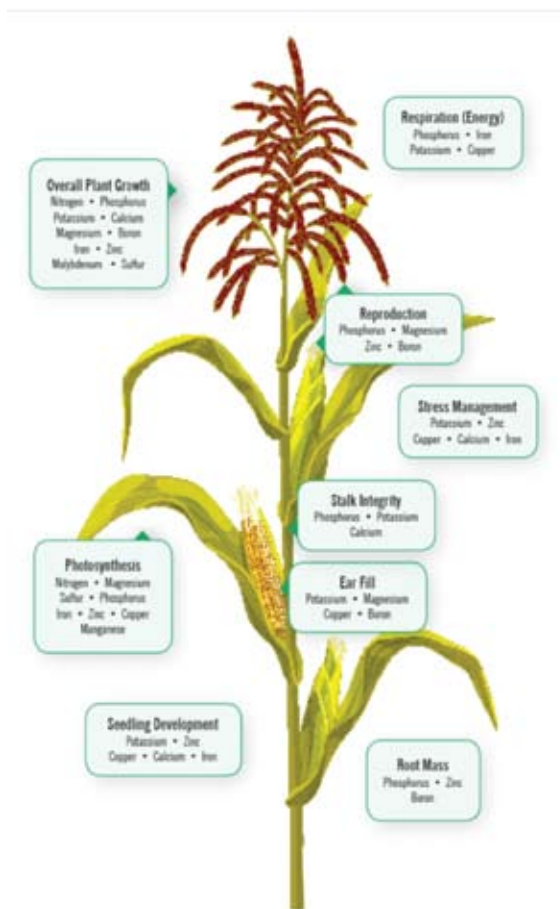 Respiration (Energy)
Phosphorus • Iron
Potassium • Copper
Overall Plant Growth
Nitrogen • Phosphorus
Potassium • Calcium
Magnesium • Boron
Iron • Zinc
Molybdenum • Sulfur
Reproduction
Phosphorus • Magnesium
Zinc • Boron
Stress Management
Potassium • Zinc
Copper • Calcium • Iron
Stalk Integrity
Phosphorus • Potassium
Calcium
Photosynthesis
Nitrogen • Magnesium
Sulfur • Phosphorus
Iron • Zinc • Copper
Manganese
Ear Fill
Potassium • Magnesium
Copper • Boron
Seedling Development
Potassium • Zinc
Copper • Calcium • Iron
Root Mass
Phosphorus • Zinc
Boron